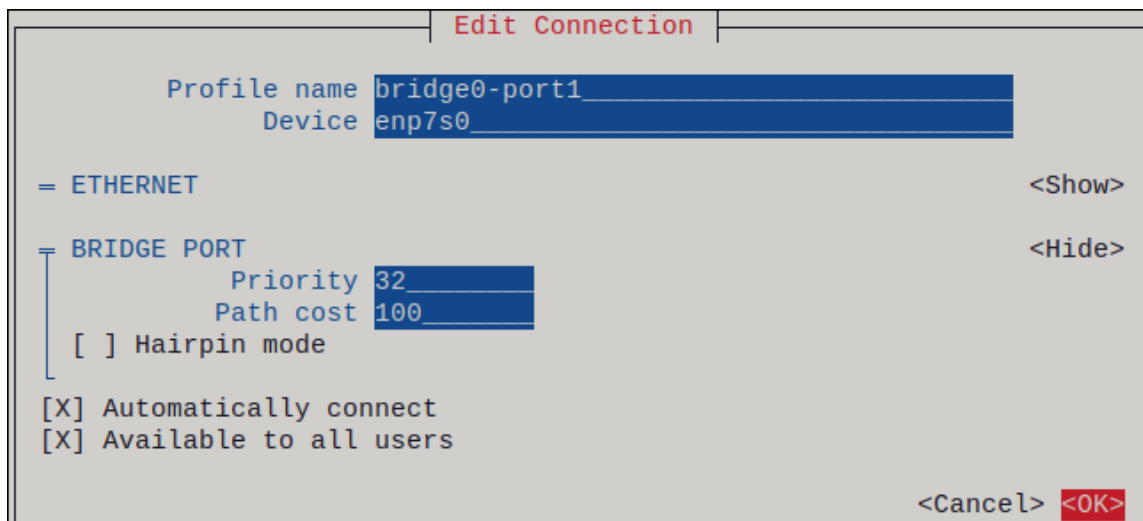 Edit Connection
Profile name bridge0-port1
Device enp7s0
= ETHERNET <Show>
BRIDGE PORT <Hide>
Priority 32
Path cost 100
[ ] Hairpin mode
[X] Automatically connect
[X] Available to all users
<Cancel> <OK>